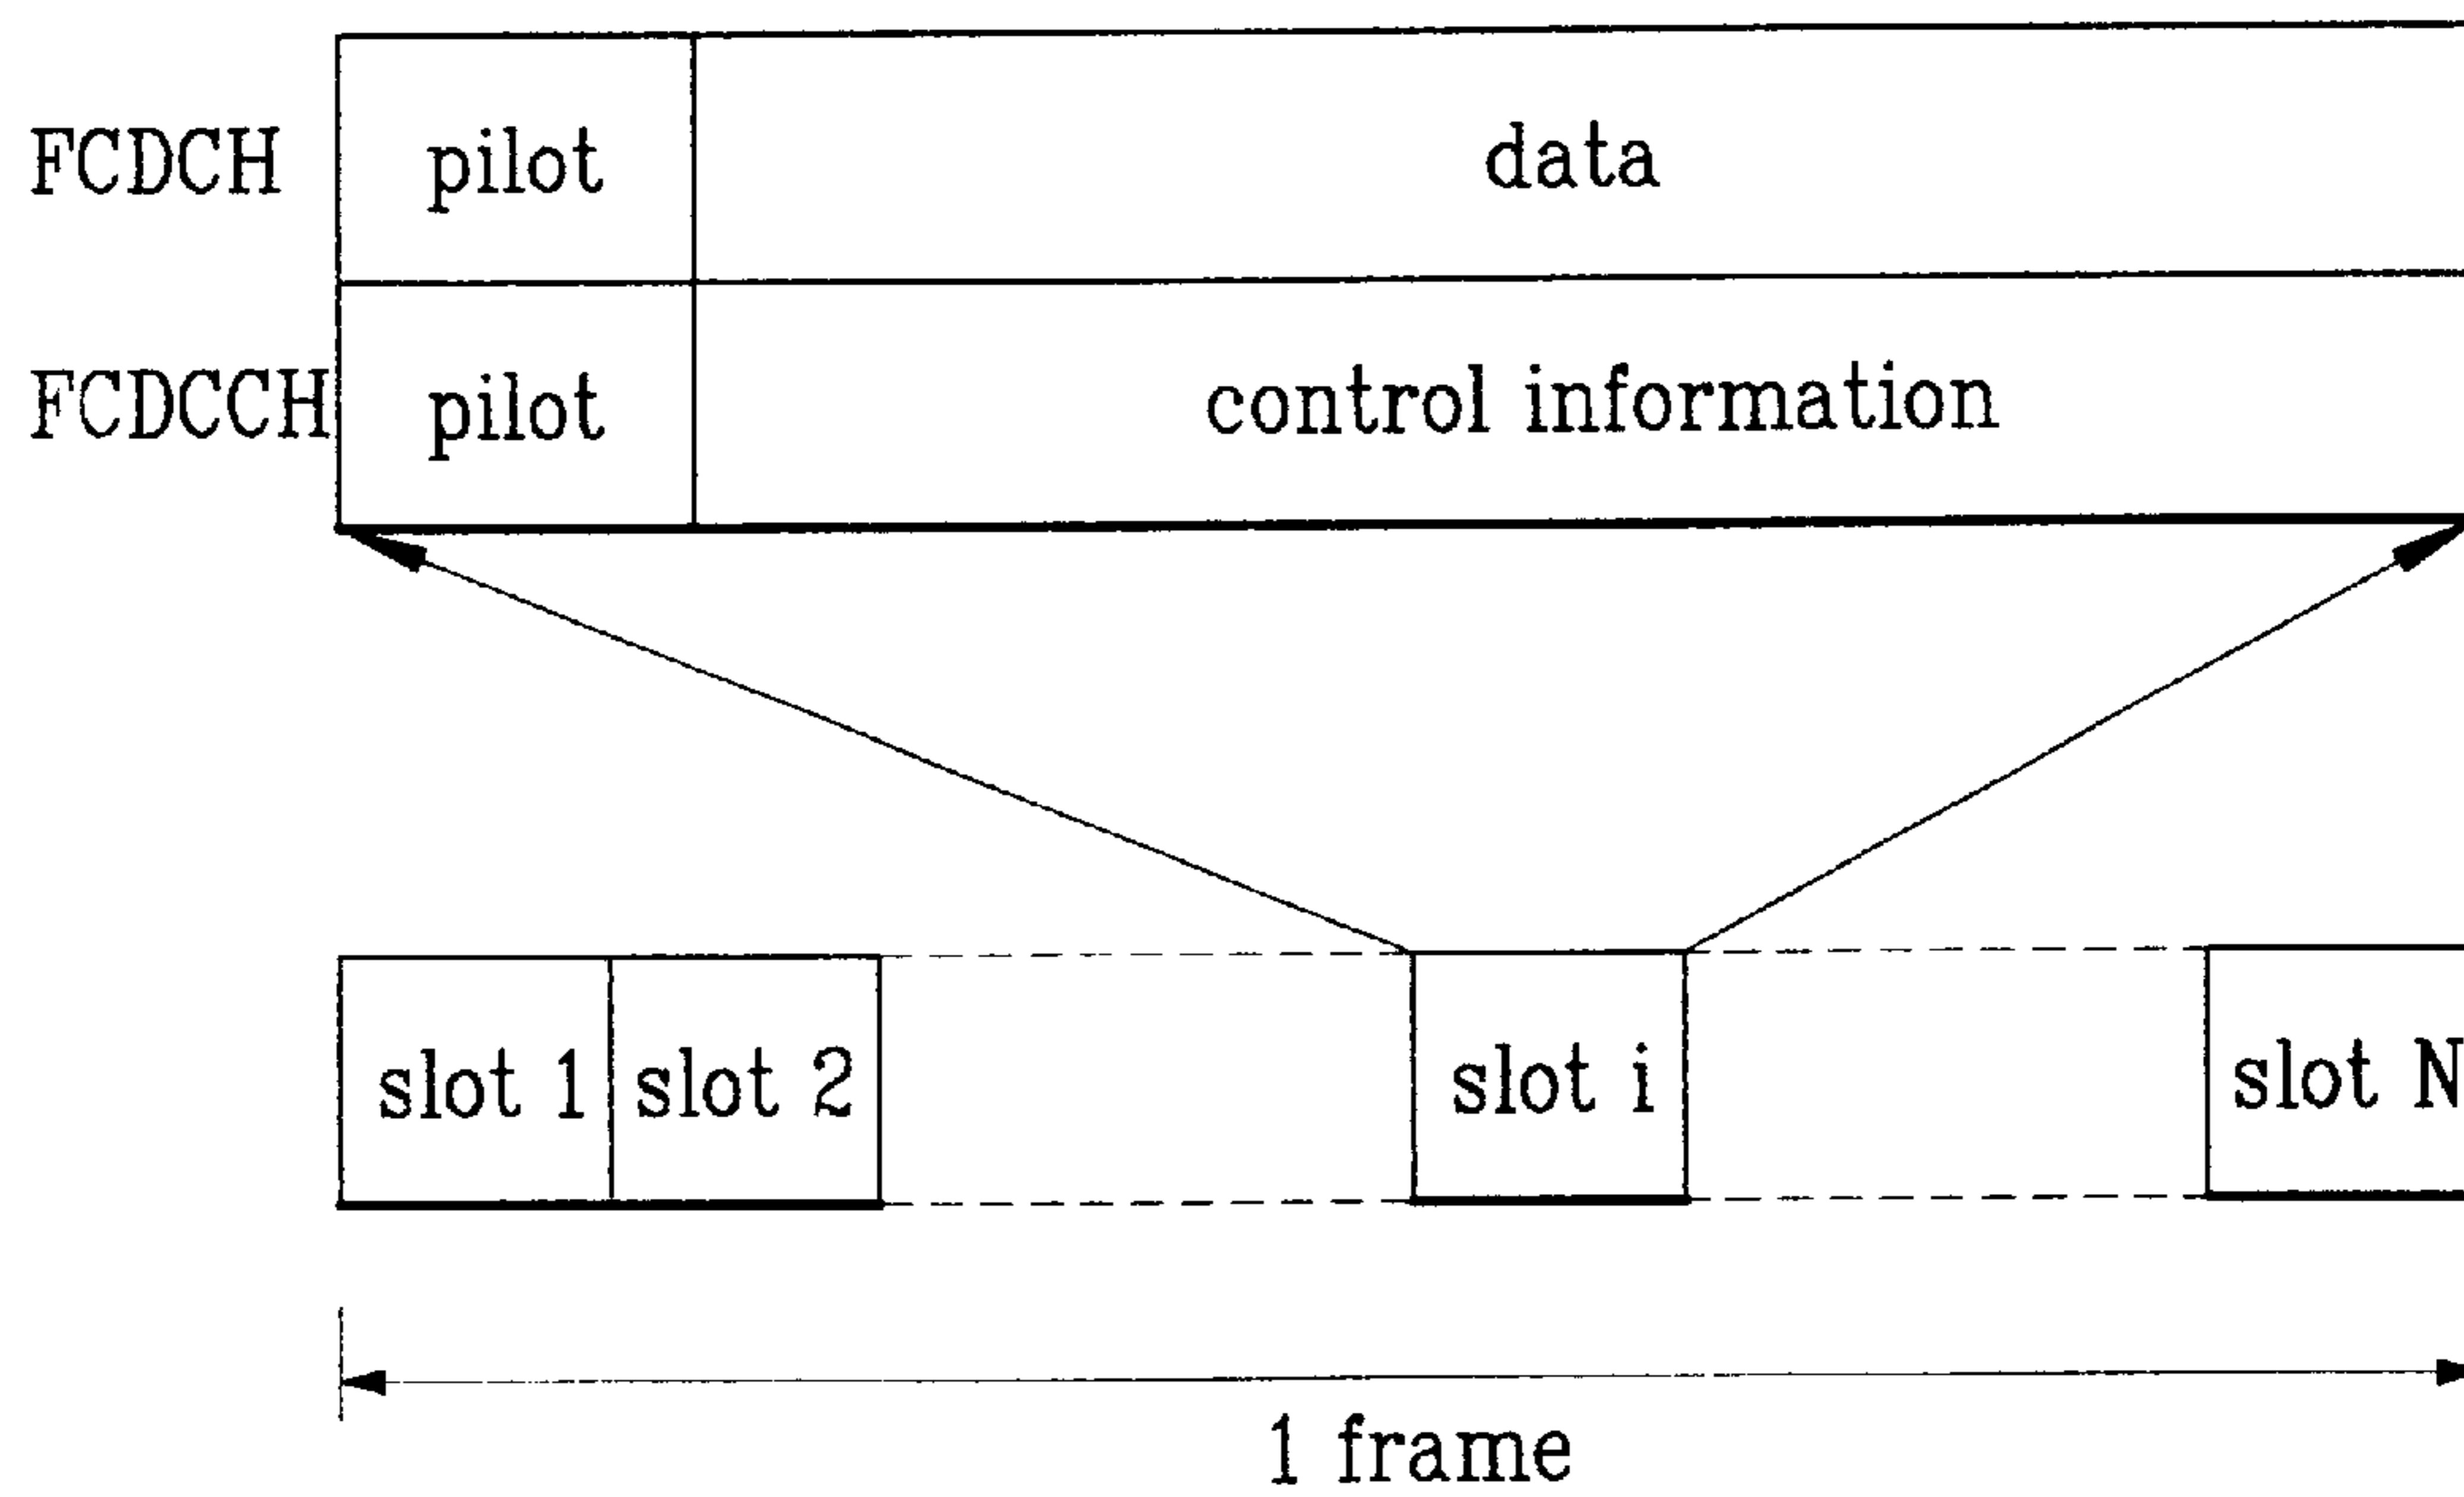 FCDCH pilot data
FCDCCH pilot control information
slot 1 slot 2 slot i slot N
1 frame